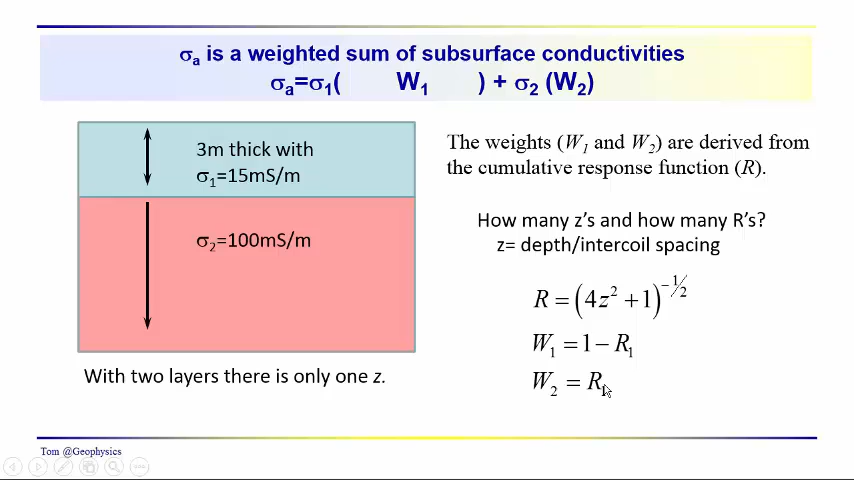 σₐ is a weighted sum of subsurface conductivities
σₐ=σ₁( W₁ ) + σ₂ (W₂)
3m thick with
σ₁=15mS/m
σ₂=100mS/m
With two layers there is only one z.
The weights (W₁ and W₂) are derived from
the cumulative response function (R).
How many z's and how many R's?
z= depth/intercoil spacing
R = (4z² + 1)^(-1/2)
W₁ = 1 − R₁
W₂ = R₁
Tom @Geophysics